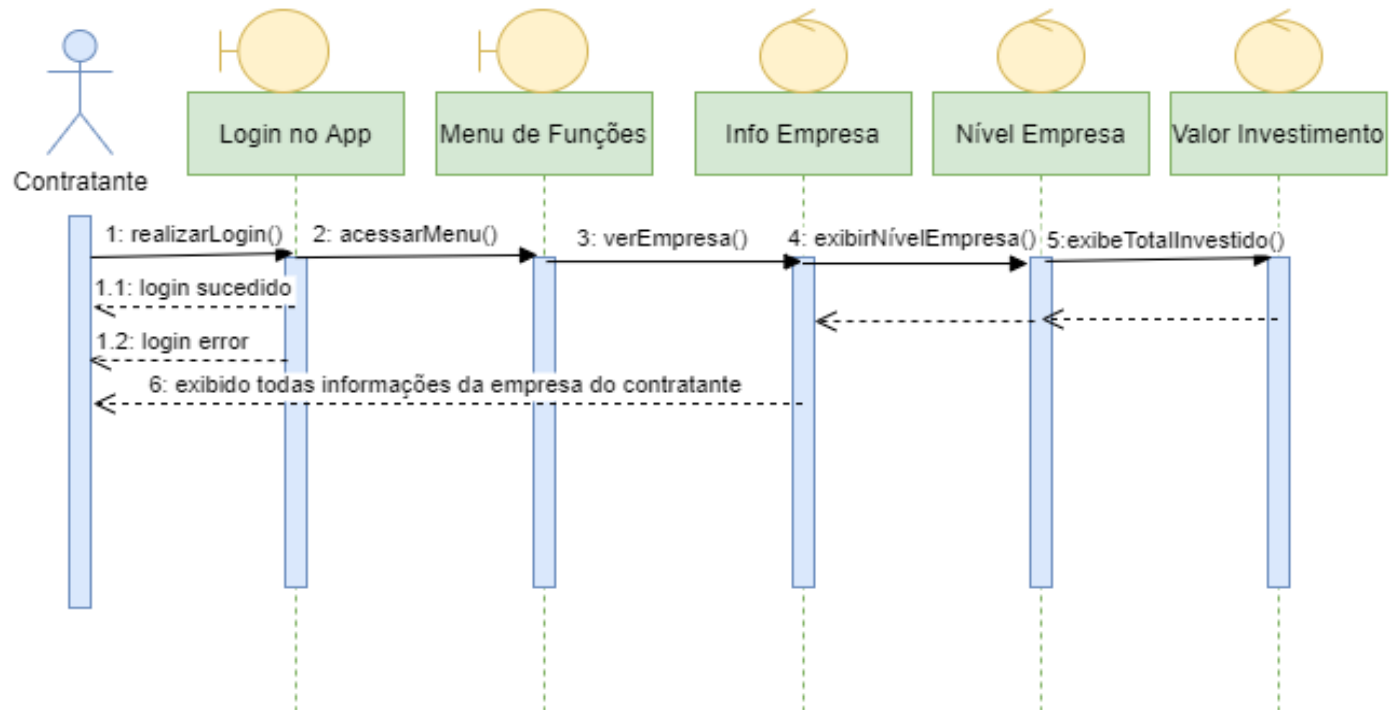 Contratante
Login no App
Menu de Funções
Info Empresa
Nível Empresa
Valor Investimento
1: realizarLogin()
2: acessarMenu()
3: verEmpresa()
4: exibirNívelEmpresa()
5:exibeTotalInvestido()
1.1: login sucedido
1.2: login error
6: exibido todas informações da empresa do contratante